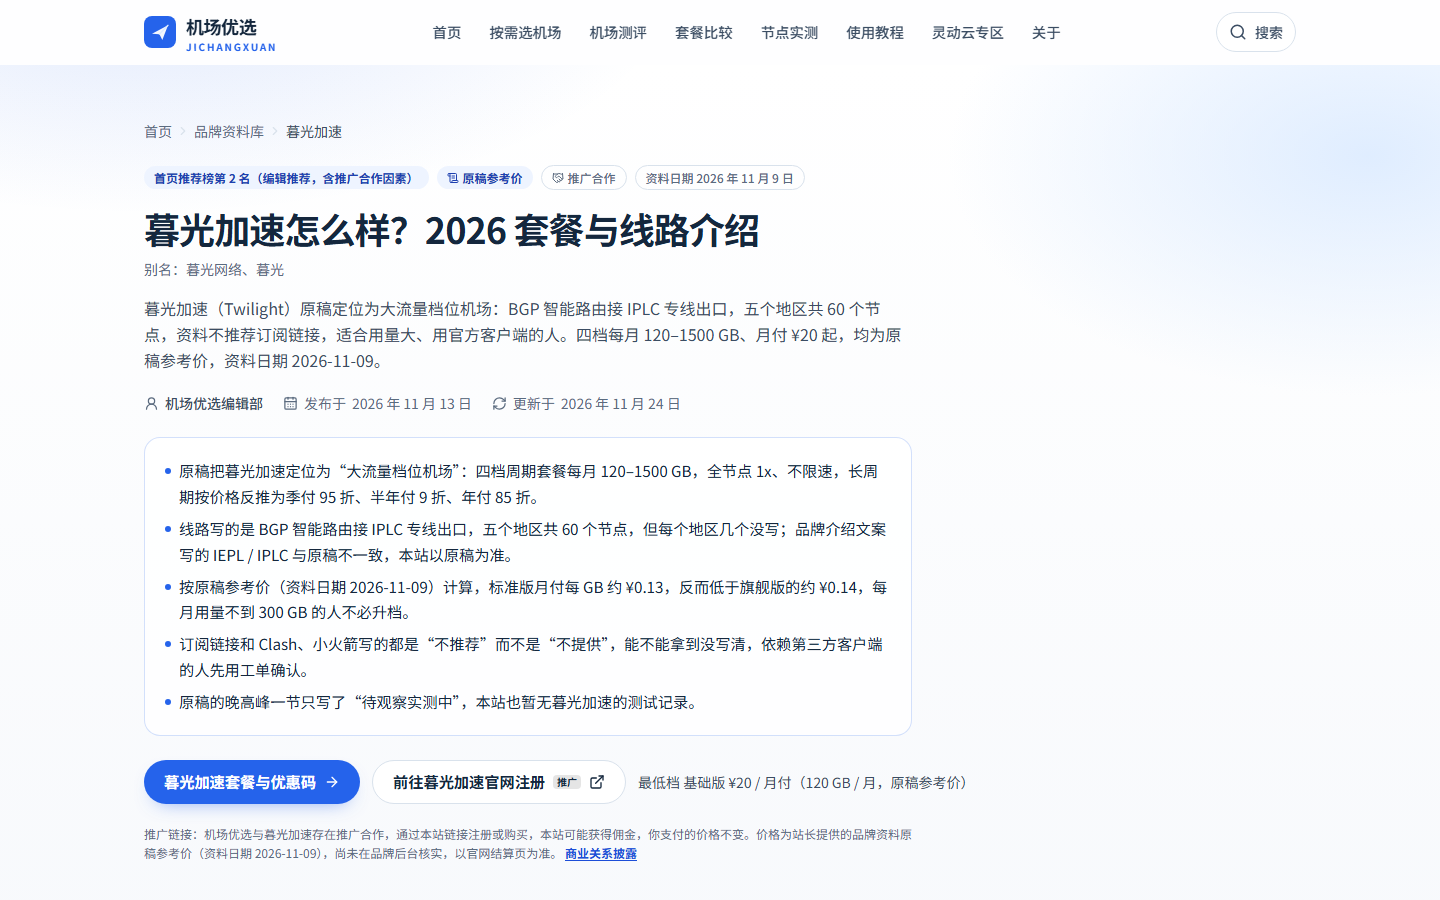 机场优选
JICHANGXUAN
首页 按需选机场 机场测评 套餐比较 节点实测 使用教程 灵动云专区 关于
搜索
首页 品牌资料库 暮光加速
首页推荐榜第 2 名（编辑推荐，含推广合作因素） 原稿参考价 推广合作 资料日期 2026 年 11 月 9 日
暮光加速怎么样？2026 套餐与线路介绍
别名：暮光网络、暮光
暮光加速（Twilight）原稿定位为大流量档位机场：BGP 智能路由接 IPLC 专线出口，五个地区共 60 个节
点，资料不推荐订阅链接，适合用量大、用官方客户端的人。四档每月 120–1500 GB、月付 ¥20 起，均为原
稿参考价，资料日期 2026-11-09。
机场优选编辑部 发布于 2026 年 11 月 13 日 更新于 2026 年 11 月 24 日
原稿把暮光加速定位为“大流量档位机场”：四档周期套餐每月 120–1500 GB，全节点 1x、不限速，长周
期按价格反推为季付 95 折、半年付 9 折、年付 85 折。
线路写的是 BGP 智能路由接 IPLC 专线出口，五个地区共 60 个节点，但每个地区几个没写；品牌介绍文案
写的 IEPL / IPLC 与原稿不一致，本站以原稿为准。
按原稿参考价（资料日期 2026-11-09）计算，标准版月付每 GB 约 ¥0.13，反而低于旗舰版的约 ¥0.14，每
月用量不到 300 GB 的人不必升档。
订阅链接和 Clash、小火箭写的都是“不推荐”而不是“不提供”，能不能拿到没写清，依赖第三方客户端
的人先用工单确认。
原稿的晚高峰一节只写了“待观察实测中”，本站也暂无暮光加速的测试记录。
暮光加速套餐与优惠码 前往暮光加速官网注册 推广 最低档 基础版 ¥20 / 月付（120 GB / 月，原稿参考价）
推广链接：机场优选与暮光加速存在推广合作，通过本站链接注册或购买，本站可能获得佣金，你支付的价格不变。价格为站长提供的品牌资料原
稿参考价（资料日期 2026-11-09），尚未在品牌后台核实，以官网结算页为准。 商业关系披露